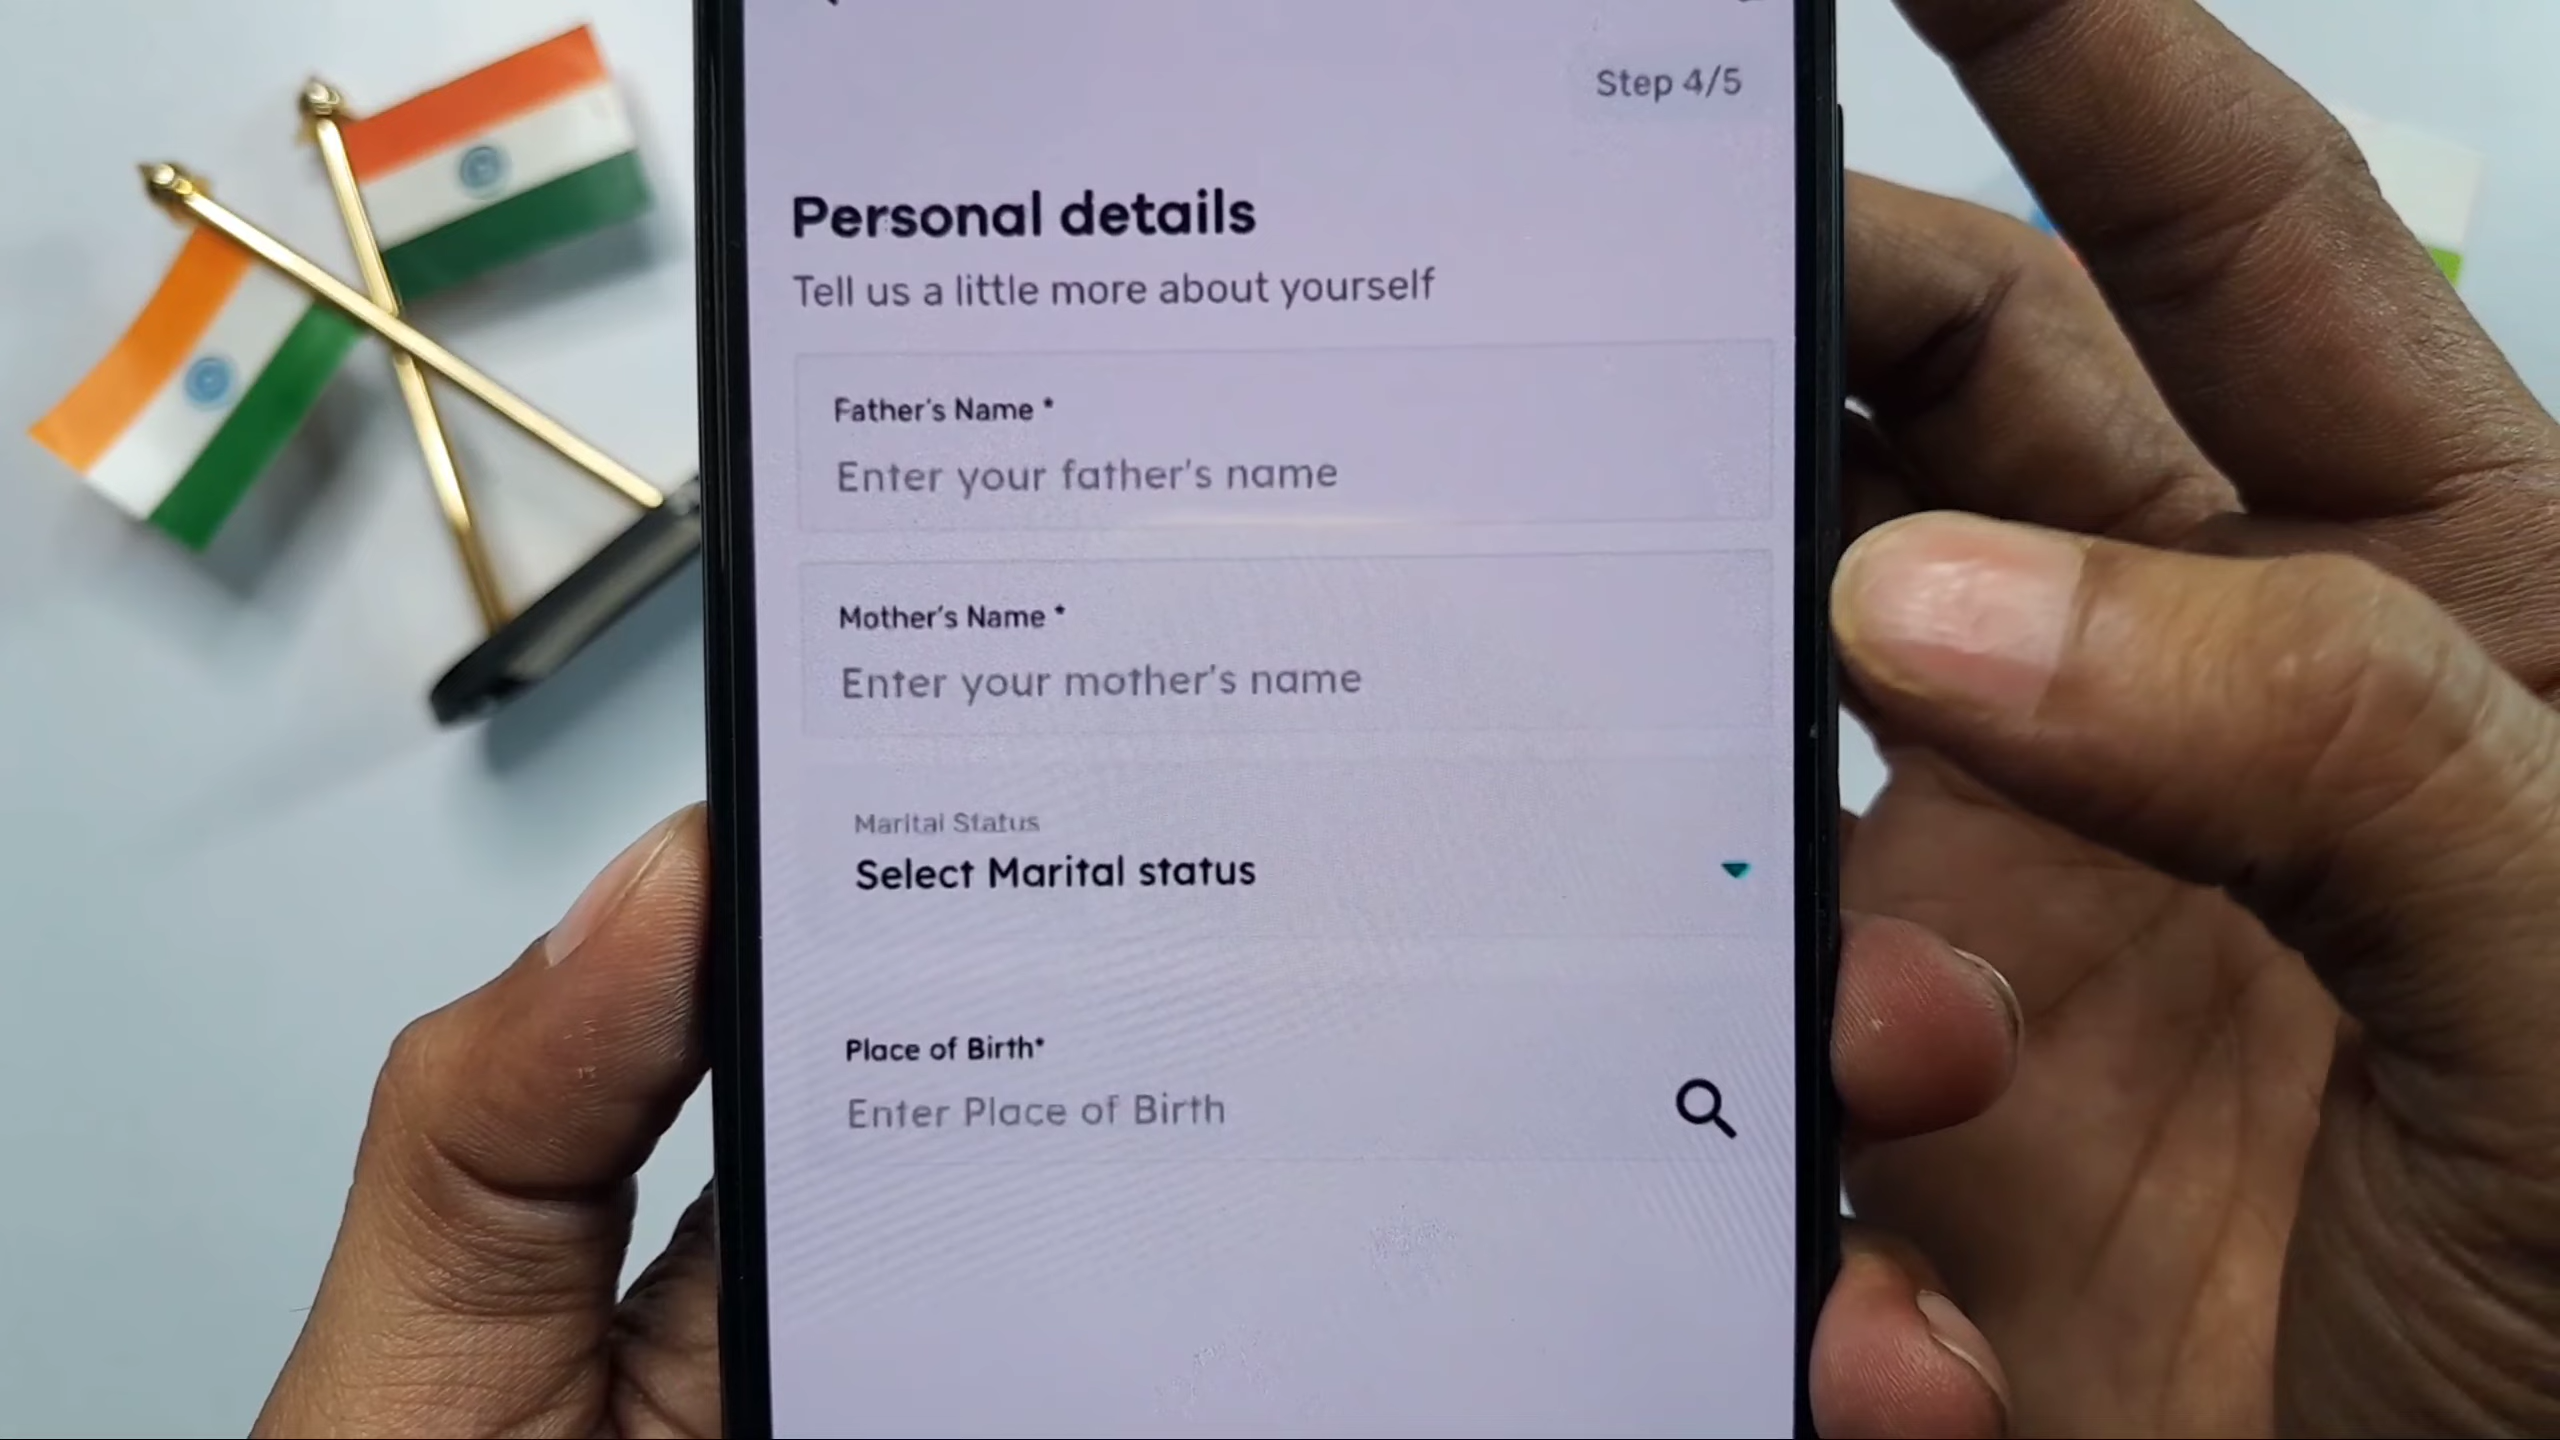 Step 4/5
Personal details
Tell us a little more about yourself
Father's Name *
Enter your father's name
Mother's Name *
Enter your mother's name
Marital Status
Select Marital status
Place of Birth*
Enter Place of Birth